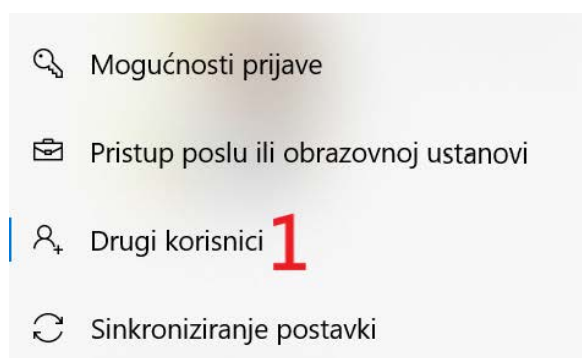 Mogućnosti prijave
Pristup poslu ili obrazovnoj ustanovi
Drugi korisnici 1
Sinkroniziranje postavki